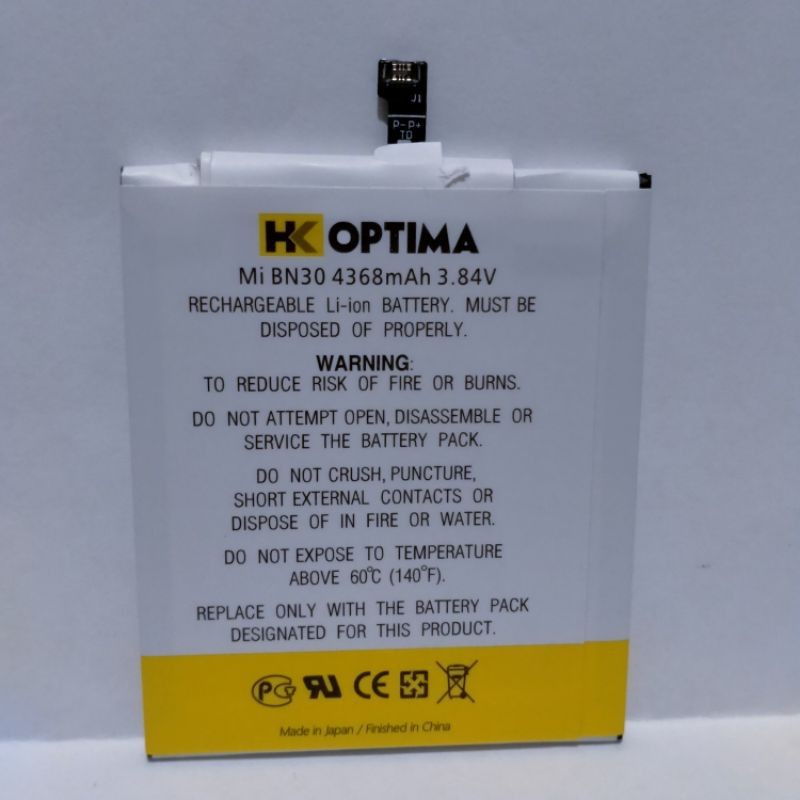 J1
P- P+
TD
HK OPTIMA
Mi BN30 4368mAh 3.84V
RECHARGEABLE Li-ion BATTERY. MUST BE
DISPOSED OF PROPERLY.
WARNING:
TO REDUCE RISK OF FIRE OR BURNS.
DO NOT ATTEMPT OPEN, DISASSEMBLE OR
SERVICE THE BATTERY PACK.
DO NOT CRUSH, PUNCTURE,
SHORT EXTERNAL CONTACTS OR
DISPOSE OF IN FIRE OR WATER.
DO NOT EXPOSE TO TEMPERATURE
ABOVE 60°C (140°F).
REPLACE ONLY WITH THE BATTERY PACK
DESIGNATED FOR THIS PRODUCT.
CE
Made in Japan / Finished in China